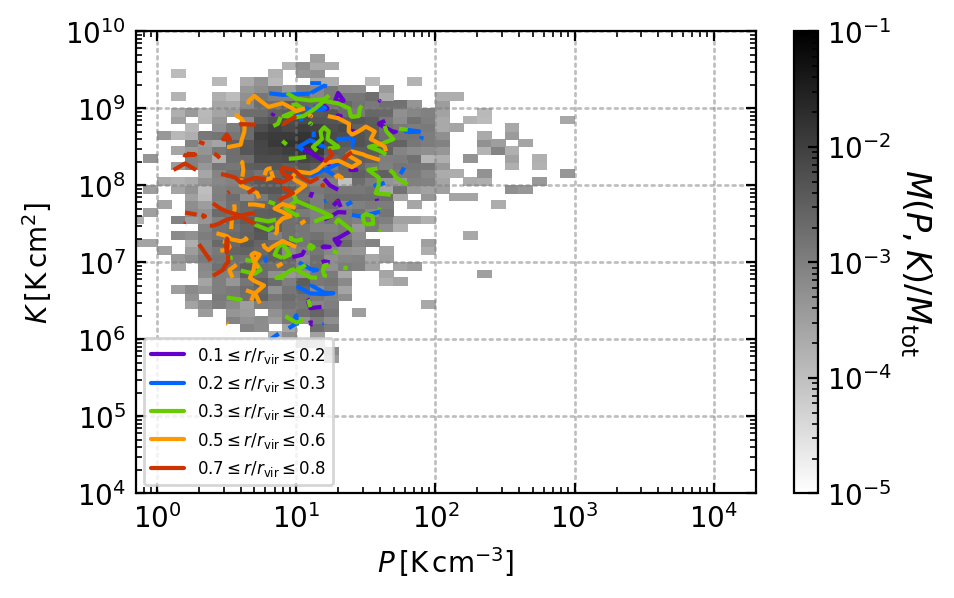 10^10
10^9
10^8
10^7
10^6
10^5
10^4
K [K cm^2]
0.1 ≤ r/r_vir ≤ 0.2
0.2 ≤ r/r_vir ≤ 0.3
0.3 ≤ r/r_vir ≤ 0.4
0.5 ≤ r/r_vir ≤ 0.6
0.7 ≤ r/r_vir ≤ 0.8
10^0 10^1 10^2 10^3 10^4
P [K cm^−3]
10^−1
10^−2
10^−3
10^−4
10^−5
M(P, K)/M_tot